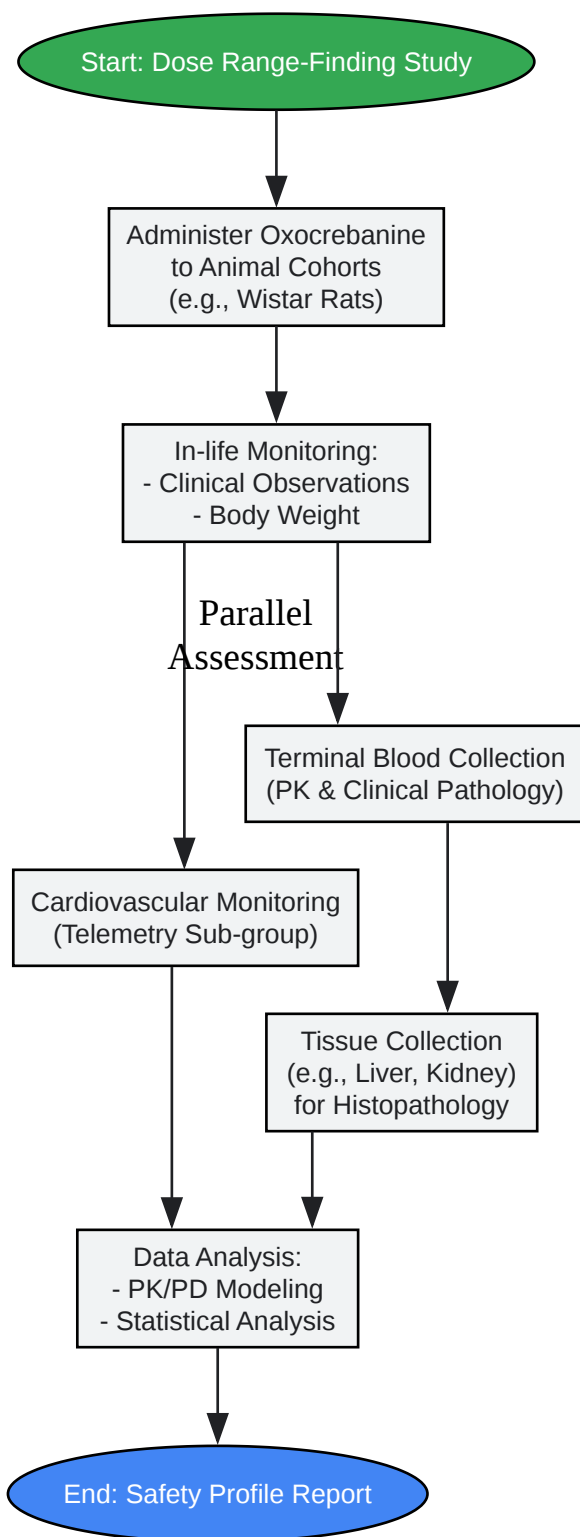 Start: Dose Range-Finding Study
Administer Oxocrebanine
to Animal Cohorts
(e.g., Wistar Rats)
In-life Monitoring:
- Clinical Observations
- Body Weight
Parallel
Assessment
Terminal Blood Collection
(PK & Clinical Pathology)
Cardiovascular Monitoring
(Telemetry Sub-group)
Tissue Collection
(e.g., Liver, Kidney)
for Histopathology
Data Analysis:
- PK/PD Modeling
- Statistical Analysis
End: Safety Profile Report